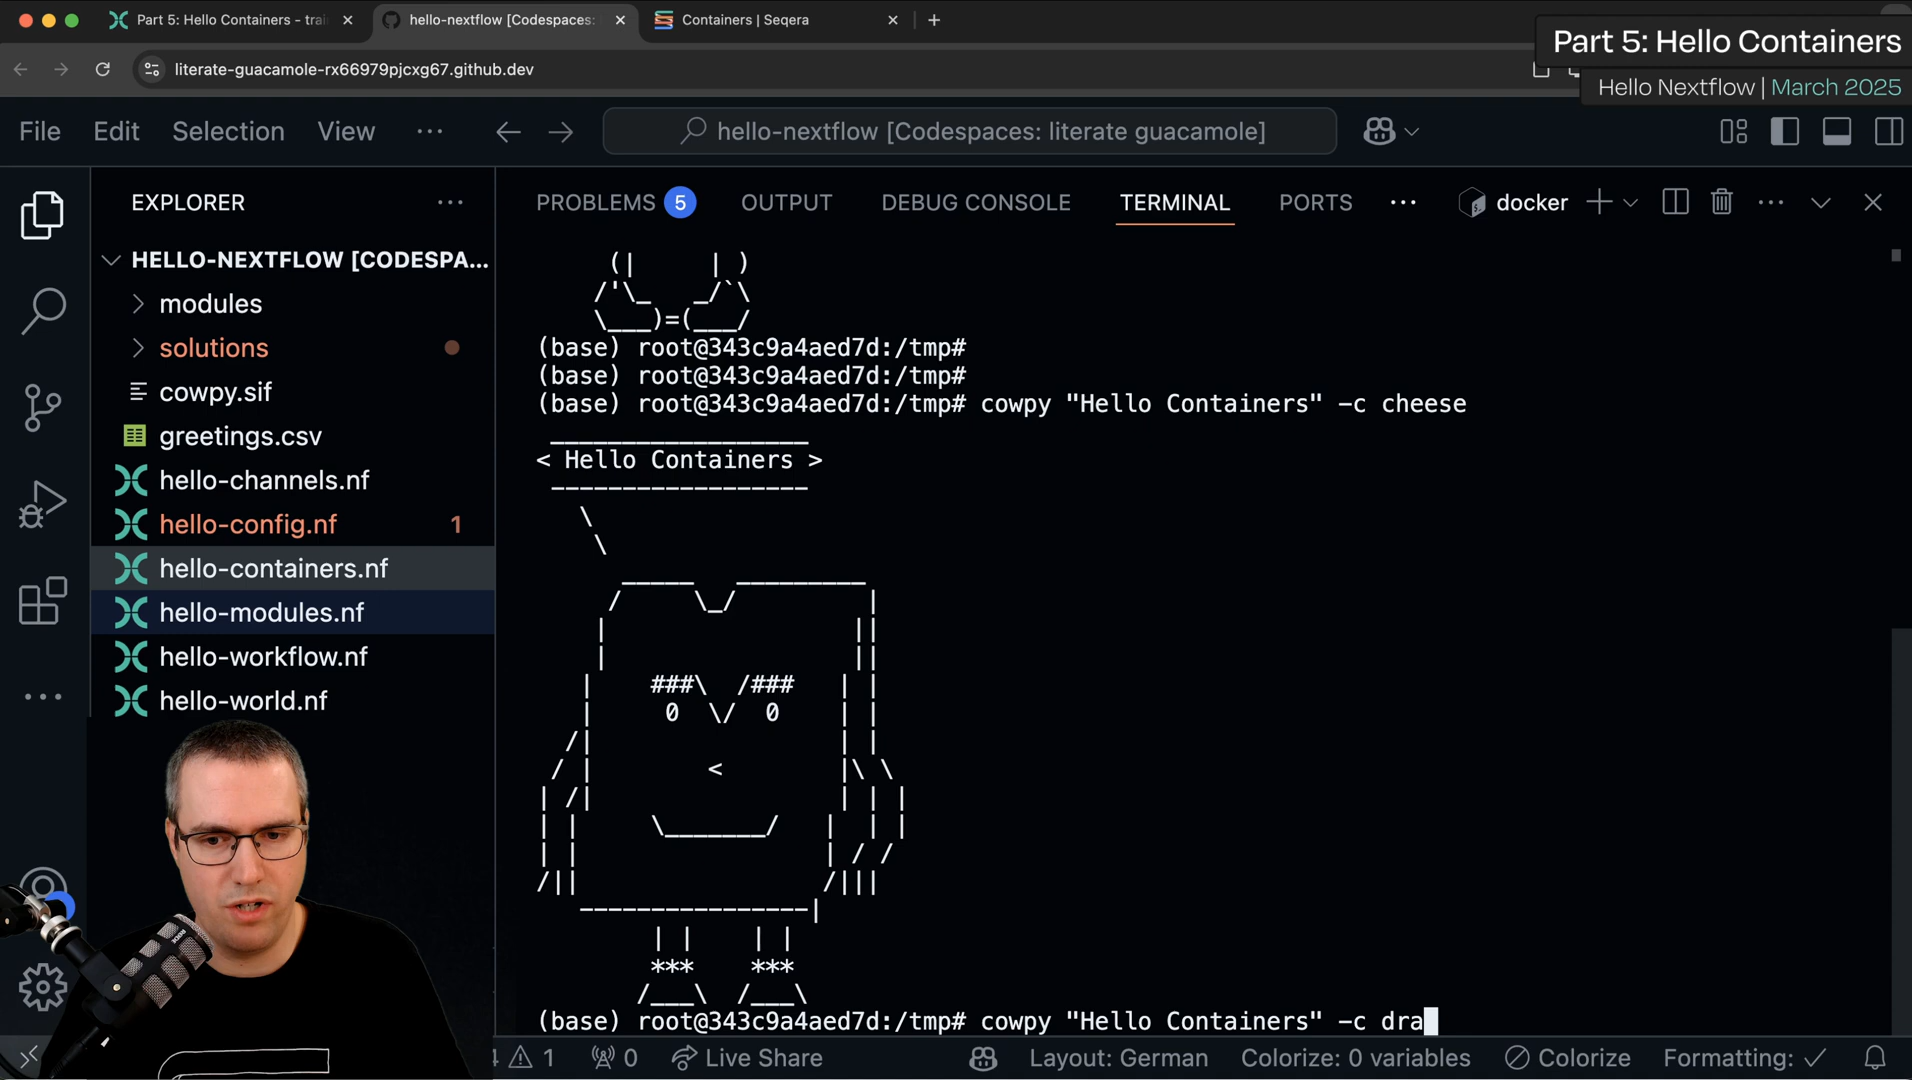 Part 5: Hello Containers - trai
hello-nextflow [Codespaces:
Containers | Seqera
Part 5: Hello Containers
Hello Nextflow | March 2025
literate-guacamole-rx66979pjcxg67.github.dev
File Edit Selection View ···
hello-nextflow [Codespaces: literate guacamole]
EXPLORER ···
PROBLEMS 5 OUTPUT DEBUG CONSOLE TERMINAL PORTS ··· docker
HELLO-NEXTFLOW [CODESPA...
modules
solutions
cowpy.sif
greetings.csv
hello-channels.nf
hello-config.nf 1
hello-containers.nf
hello-modules.nf
hello-workflow.nf
hello-world.nf
(base) root@343c9a4aed7d:/tmp#
(base) root@343c9a4aed7d:/tmp#
(base) root@343c9a4aed7d:/tmp# cowpy "Hello Containers" -c cheese
< Hello Containers >
(base) root@343c9a4aed7d:/tmp# cowpy "Hello Containers" -c dra
4 1 0 Live Share Layout: German Colorize: 0 variables Colorize Formatting: ✓